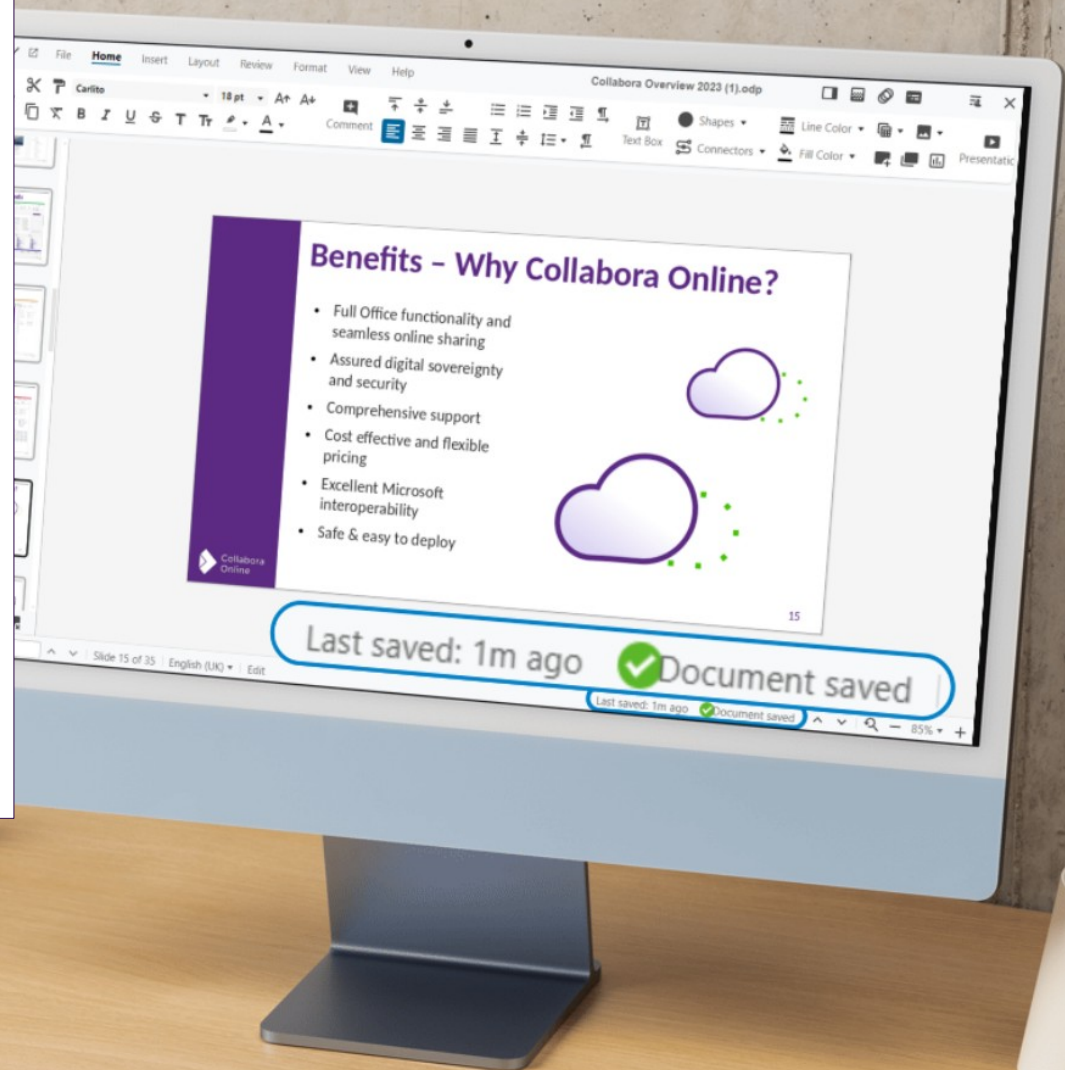 File Home Insert Layout Review Format View Help
Collabora Overview 2023 (1).odp
Carlito 18 pt
Comment
Text Box
Shapes
Connectors
Line Color
Fill Color
Presentatic
Benefits – Why Collabora Online?
• Full Office functionality and
seamless online sharing
• Assured digital sovereignty
and security
• Comprehensive support
• Cost effective and flexible
pricing
• Excellent Microsoft
interoperability
• Safe & easy to deploy
Collabora
Online
15
Last saved: 1m ago Document saved
Slide 15 of 35 English (UK) Edit
Last saved: 1m ago Document saved
85%